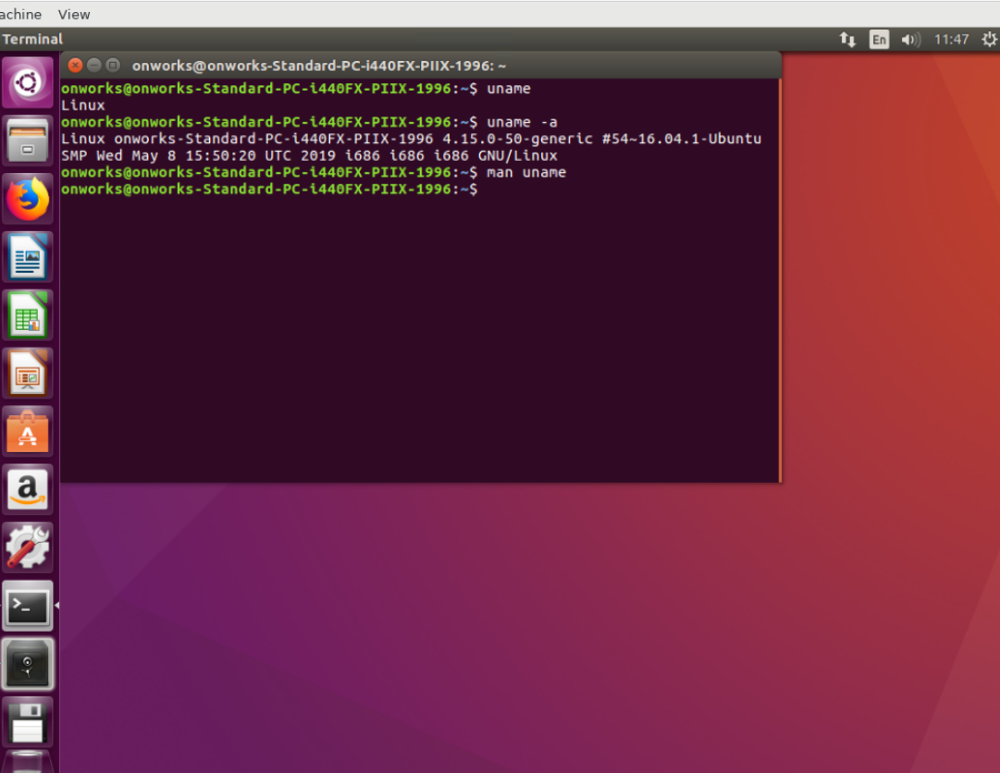 achine View
Terminal
En
11:47
onworks@onworks-Standard-PC-i440FX-PIIX-1996: ~
onworks@onworks-Standard-PC-i440FX-PIIX-1996:~$ uname
Linux
onworks@onworks-Standard-PC-i440FX-PIIX-1996:~$ uname -a
Linux onworks-Standard-PC-i440FX-PIIX-1996 4.15.0-50-generic #54~16.04.1-Ubuntu
SMP Wed May 8 15:50:20 UTC 2019 i686 i686 i686 GNU/Linux
onworks@onworks-Standard-PC-i440FX-PIIX-1996:~$ man uname
onworks@onworks-Standard-PC-i440FX-PIIX-1996:~$